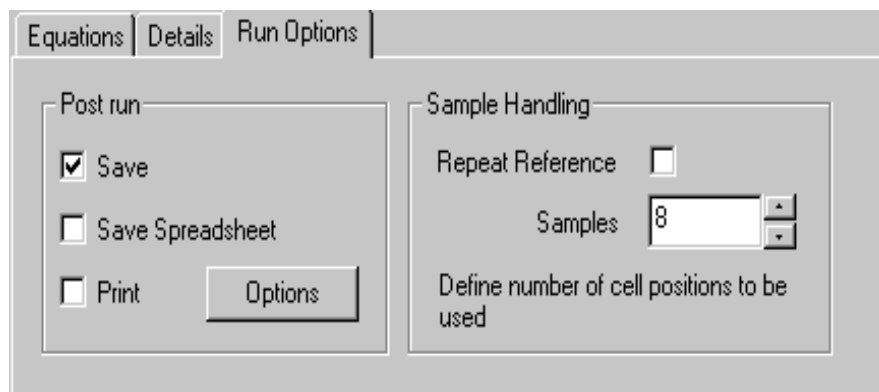 Equations Details Run Options
Post run
Save
Save Spreadsheet
Print Options
Sample Handling
Repeat Reference
Samples 8
Define number of cell positions to be
used